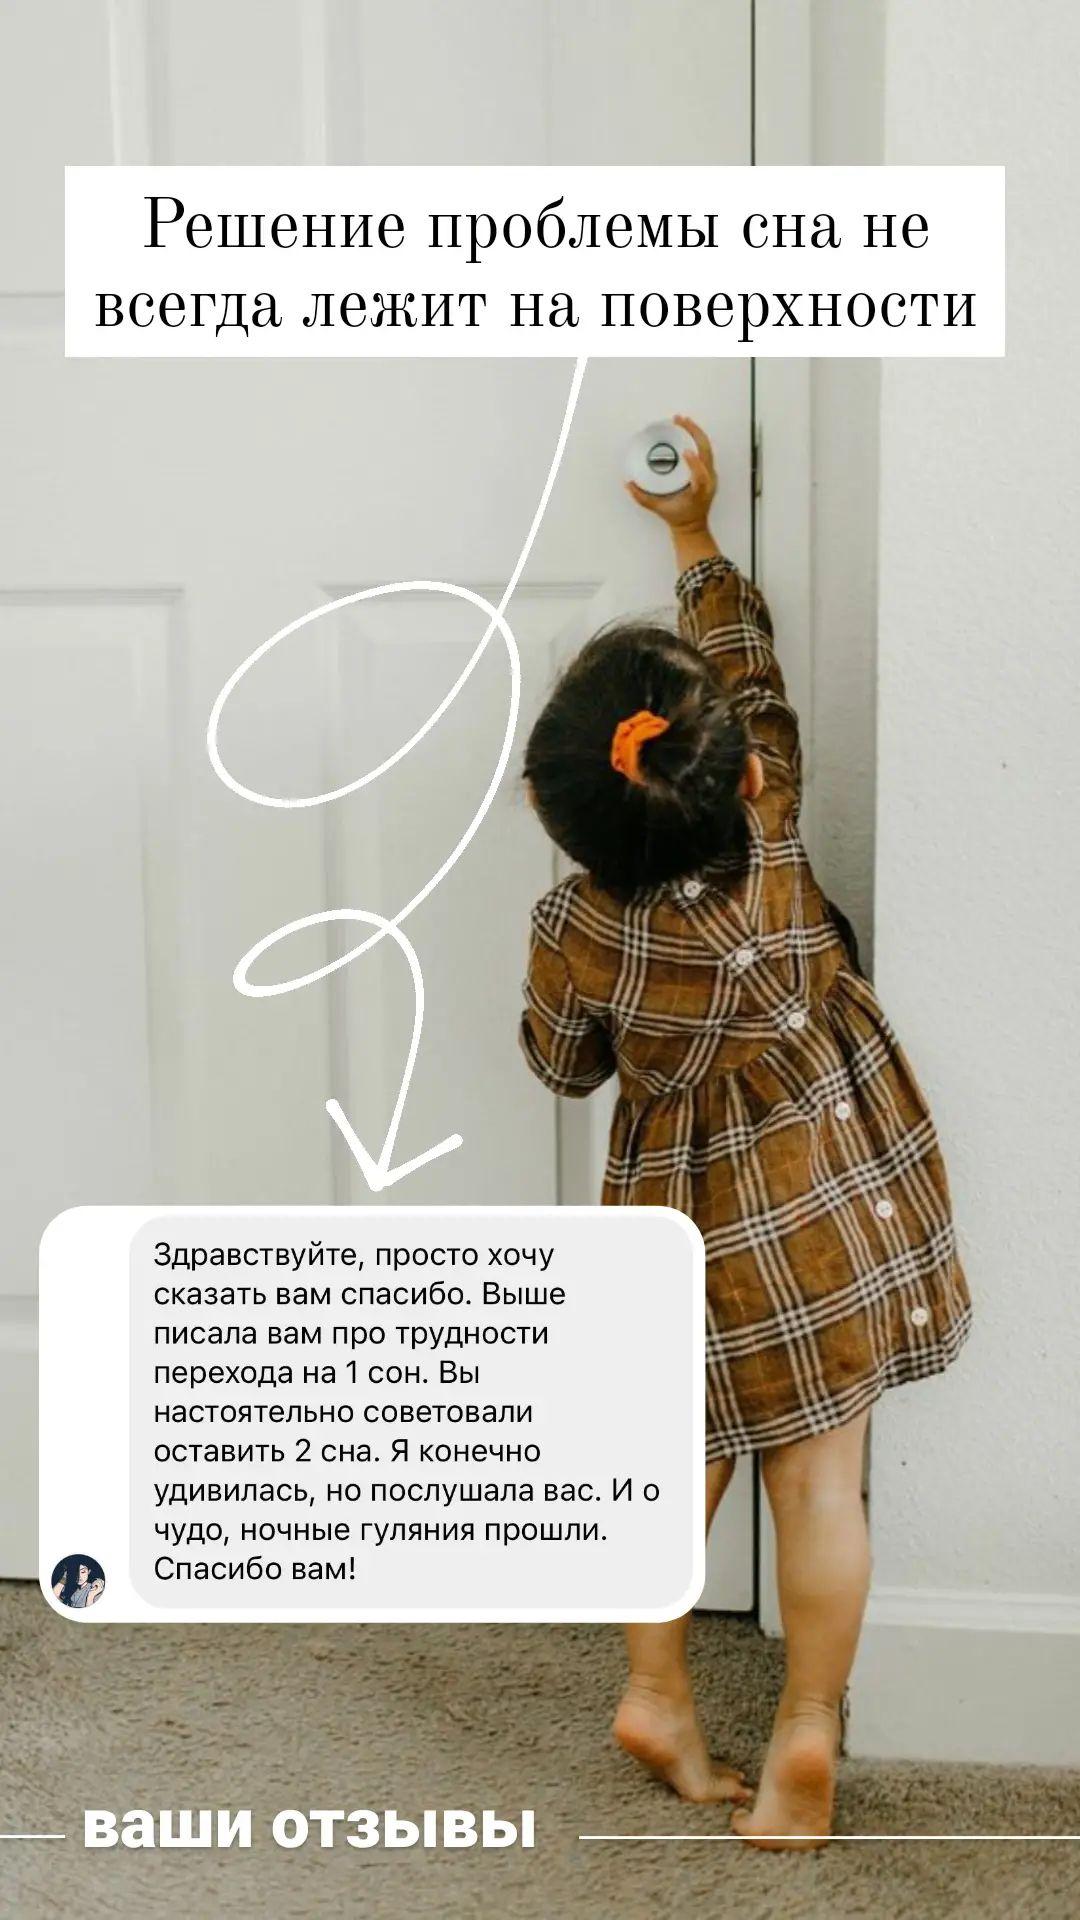 Решение проблемы сна не
всегда лежит на поверхности
Здравствуйте, просто хочу
сказать вам спасибо. Выше
писала вам про трудности
перехода на 1 сон. Вы
настоятельно советовали
оставить 2 сна. Я конечно
удивилась, но послушала вас. И о
чудо, ночные гуляния прошли.
Спасибо вам!
ваши отзывы